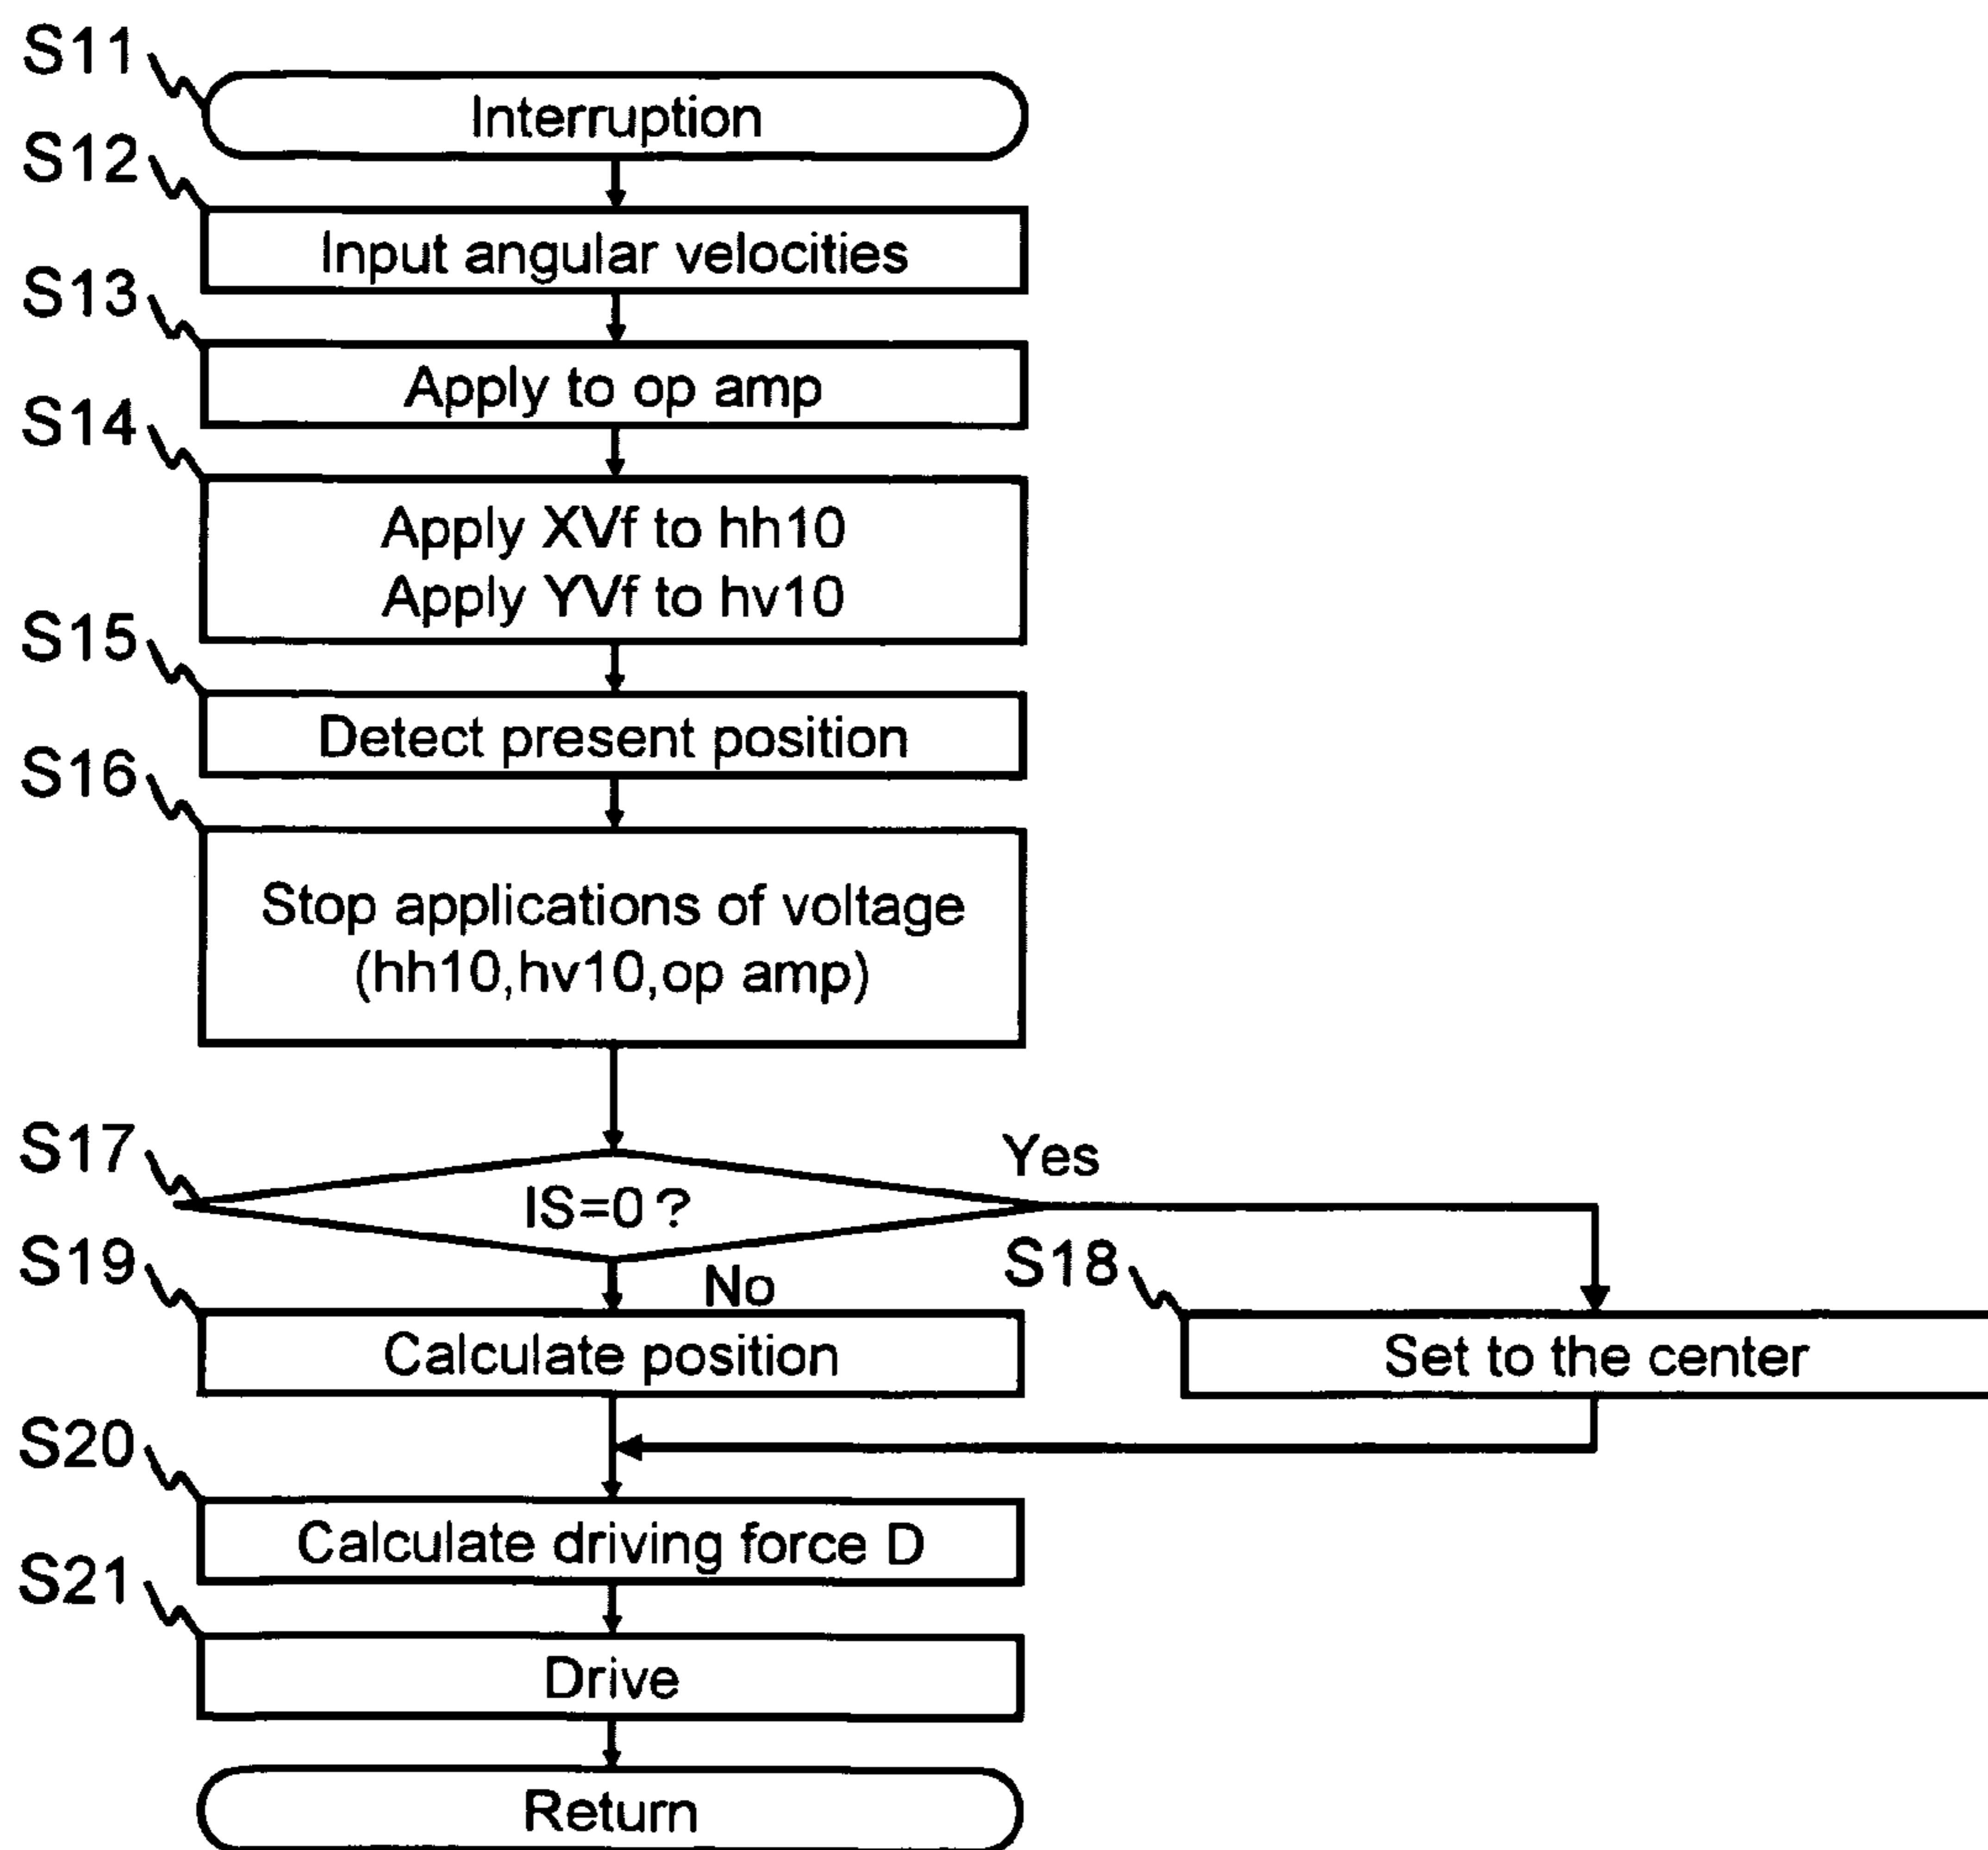 S11
Interruption
S12
Input angular velocities
S13
Apply to op amp
S14
Apply XVf to hh10
Apply YVf to hv10
S15
Detect present position
S16
Stop applications of voltage
(hh10,hv10,op amp)
S17
IS=0?
Yes
No
S19
Calculate position
S18
Set to the center
S20
Calculate driving force D
S21
Drive
Return